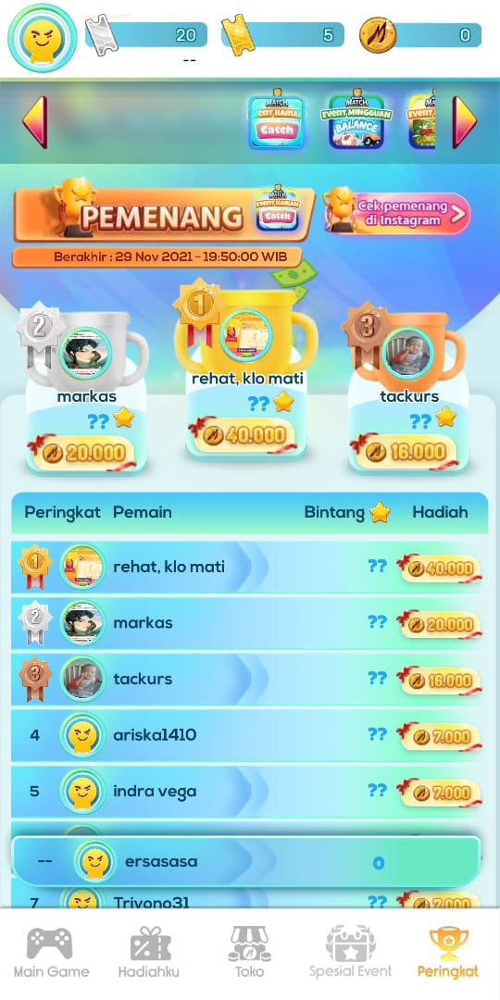 20
5
0
--
MATCH
EVENT HARIAN
Catch
MATCH
EVENT MINGGUAN
BALANCE
PEMENANG
MATCH
EVENT HARIAN
Catch
Cek pemenang
di Instagram
Berakhir : 29 Nov 2021 - 19:50:00 WIB
2
1
3
markas
rehat, klo mati
tackurs
??
??
??
20.000
40.000
16.000
Peringkat Pemain Bintang Hadiah
1 rehat, klo mati ?? 40.000
2 markas ?? 20.000
3 tackurs ?? 16.000
4 ariska1410 ?? 7.000
5 indra vega ?? 7.000
-- ersasasa 0
7 Triyono31 ?? 7.000
Main Game Hadiahku Toko Spesial Event Peringkat